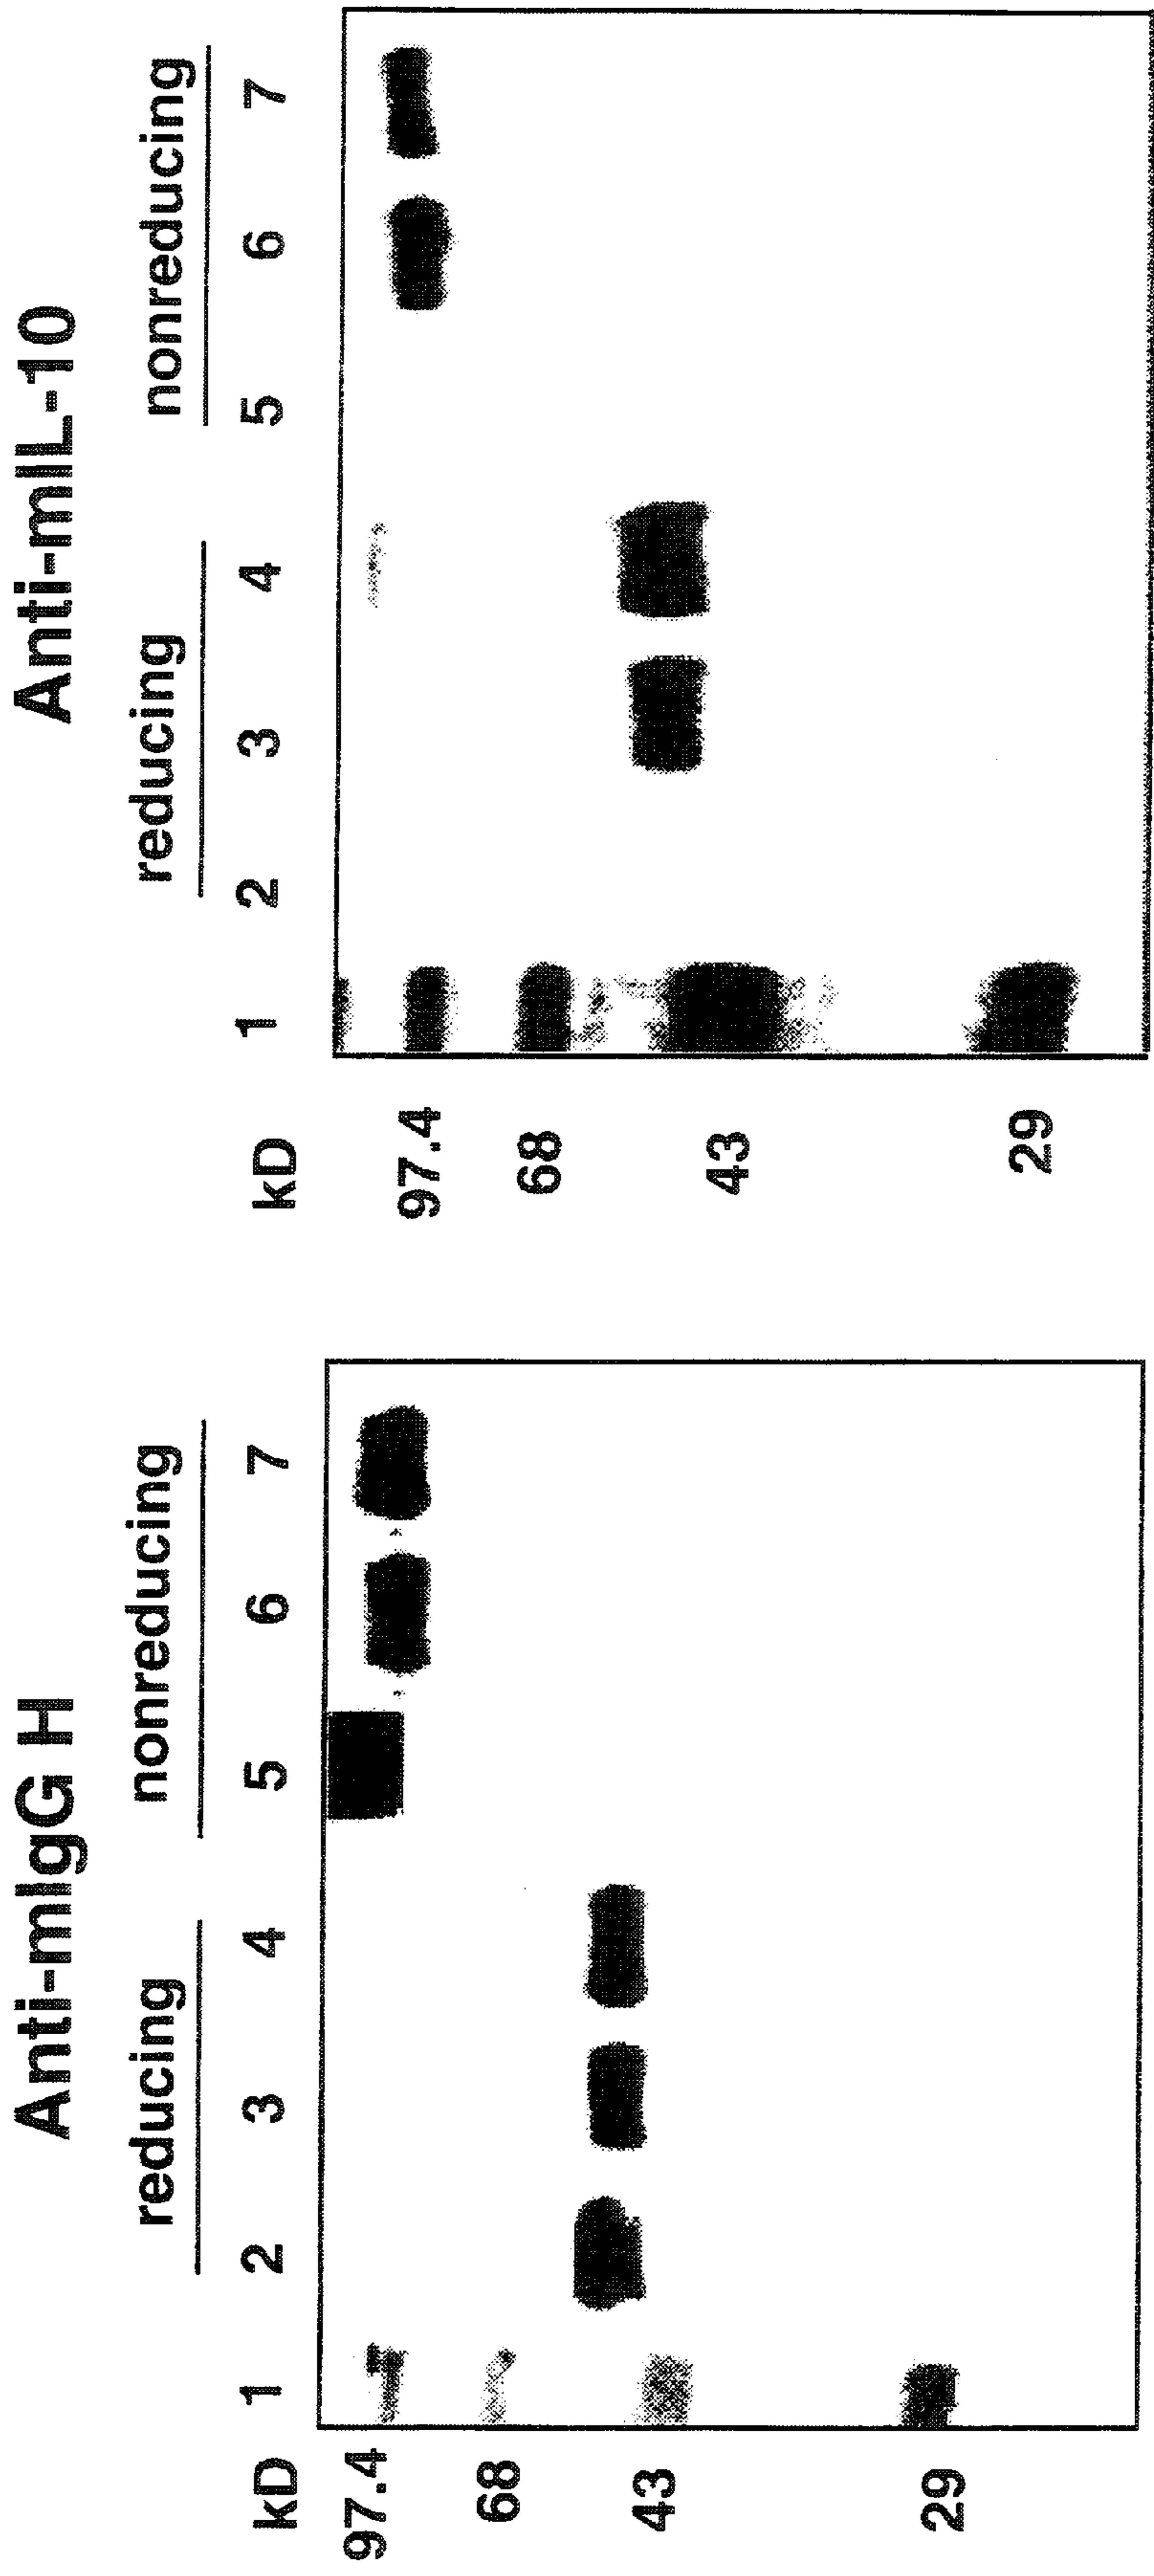 Anti-mIgG H
reducing nonreducing
kD 1 2 3 4 5 6 7
97.4
68
43
29
Anti-mIL-10
reducing nonreducing
kD 1 2 3 4 5 6 7
97.4
68
43
29